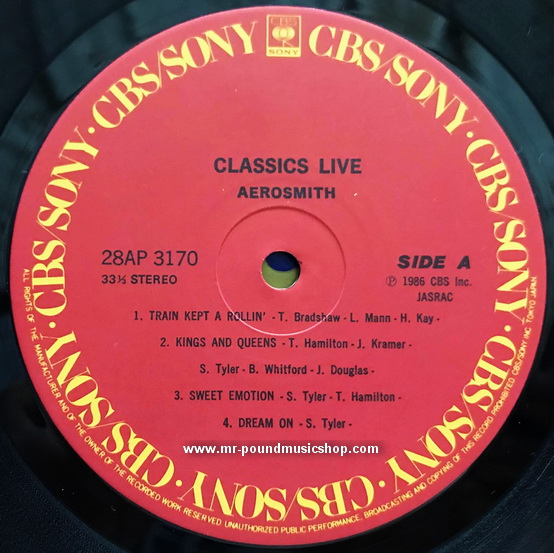 CBS
SONY
CBS/SONY · CBS/SONY · CBS/SONY · CBS/SONY · CBS/SONY · CBS/SONY · CBS/SONY · CBS/SONY
CLASSICS LIVE
AEROSMITH
28AP 3170
33⅓ STEREO
SIDE A
Ⓟ 1986 CBS Inc.
JASRAC
1. TRAIN KEPT A ROLLIN' - T. Bradshaw - L. Mann - H. Kay -
2. KINGS AND QUEENS - T. Hamilton - J. Kramer -
S. Tyler - B. Whitford - J. Douglas -
3. SWEET EMOTION - S. Tyler - T. Hamilton -
4. DREAM ON - S. Tyler -
www.mr-poundmusicshop.com
ALL RIGHTS OF THE MANUFACTURER AND OF THE OWNER OF THE RECORDED WORK RESERVED. UNAUTHORIZED PUBLIC PERFORMANCE, BROADCASTING AND COPYING OF THIS RECORD PROHIBITED CBS/SONY INC. TOKYO JAPAN